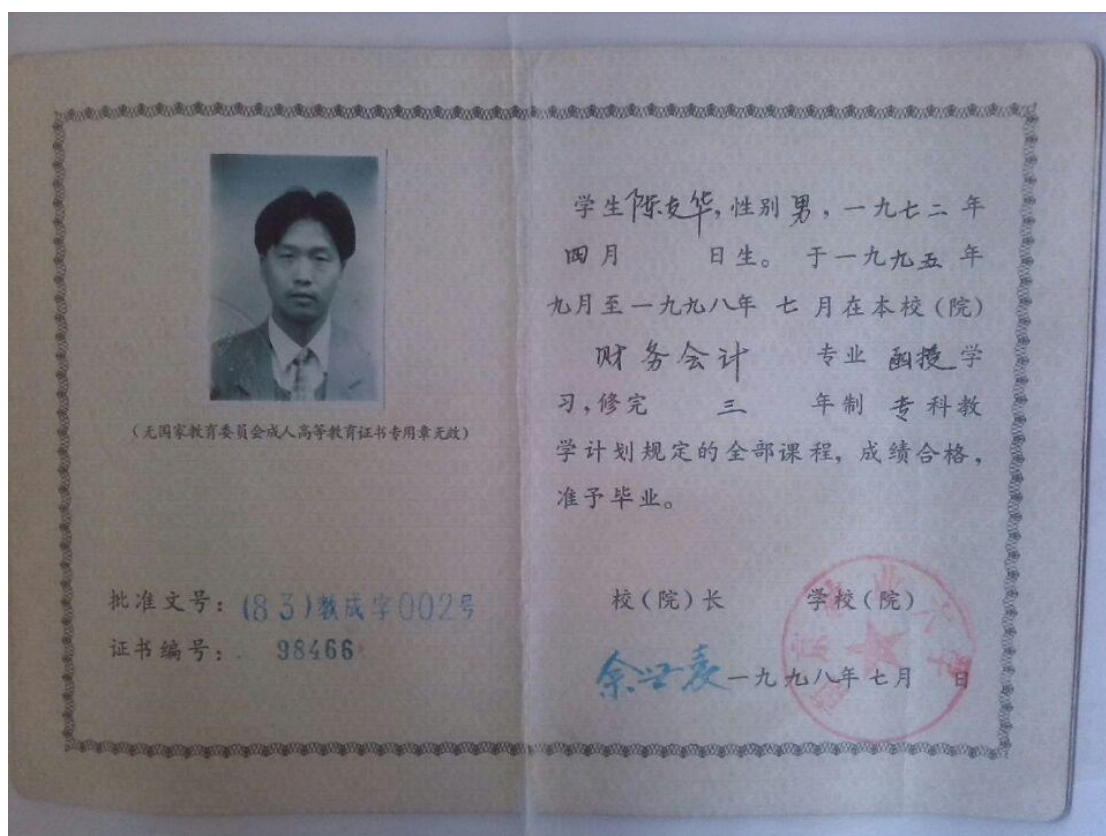 (无国家教育委员会成人高等教育证书专用章无效)
批准文号：(83)教成字002号
证书编号： 98466
学生陈友华，性别男，一九七二年
四月 日生。于一九九五年
九月至一九九八年 七 月在本校(院)
财务会计 专业 函授学
习，修完 三 年制 专科教
学计划规定的全部课程，成绩合格，
准予毕业。
校(院)长 学校(院)
一九九八年七月 日